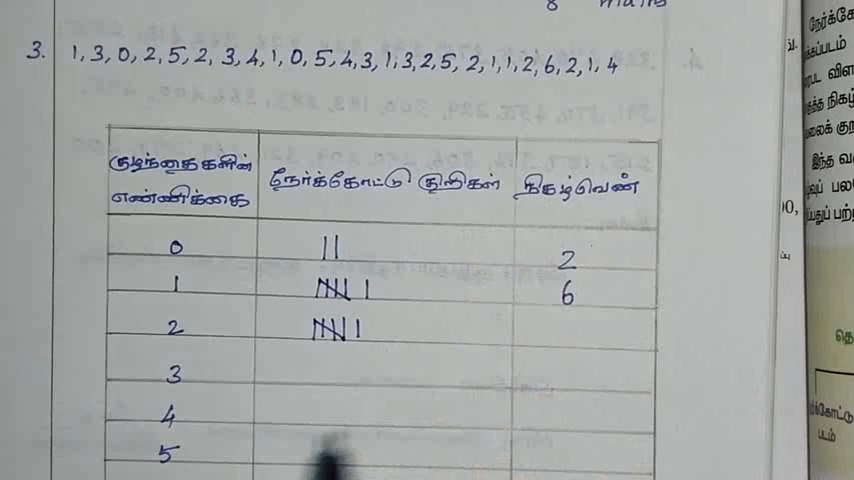 8 maths
3. 1, 3, 0, 2, 5, 2, 3, 4, 1, 0, 5, 4, 3, 1, 3, 2, 5, 2, 1, 1, 2, 6, 2, 1, 4
குழந்தைகளின் எண்ணிக்கை நேர்க்கோட்டு குறிகள் நிகழ்வெண்
0 || 2
1 |||| | 6
2 |||| |
3
4
5